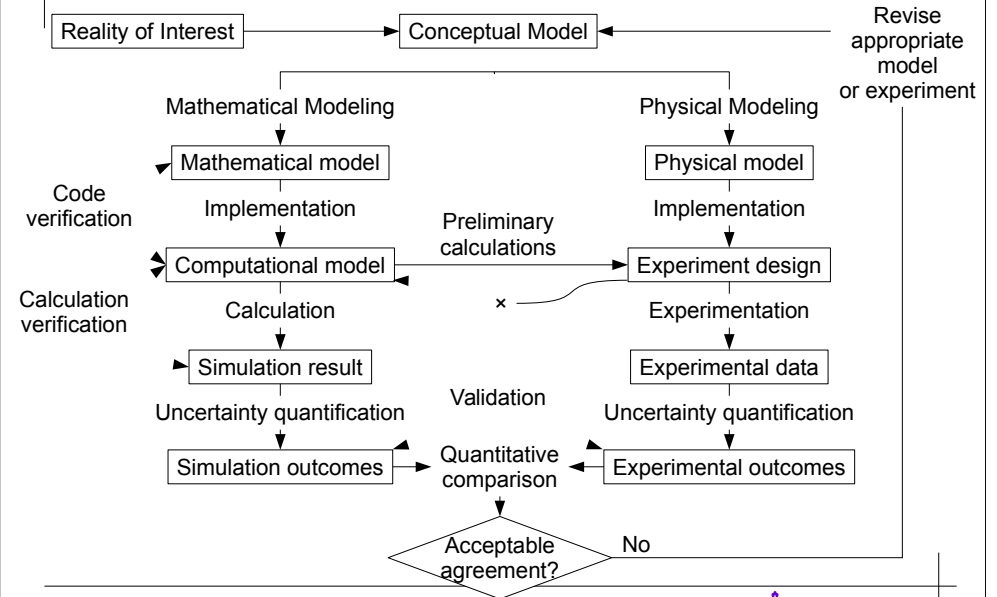 Reality of Interest
Conceptual Model
Revise
appropriate
model
or experiment
Mathematical Modeling
Physical Modeling
Mathematical model
Physical model
Code
verification
Implementation
Implementation
Preliminary
calculations
Computational model
Experiment design
Calculation
verification
Calculation
Experimentation
Simulation result
Experimental data
Validation
Uncertainty quantification
Uncertainty quantification
Simulation outcomes
Quantitative
comparison
Experimental outcomes
Acceptable
agreement?
No